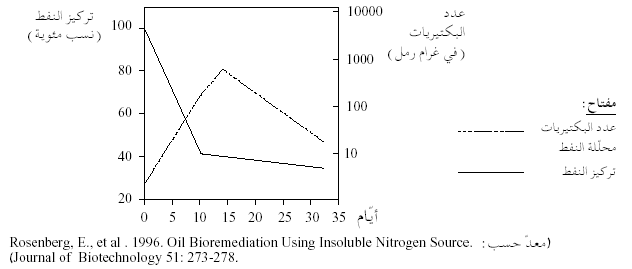 تركيز النفط
(نسب مئوية)
عدد
البكتيريات
(في غرام رمل)
100
80
60
40
20
10000
1000
100
10
0
5
10
15
20
25
30
35
أيّام
مفتاح:
عدد البكتيريات
محلّلة النفط
تركيز النفط
(معدّ حسب: Rosenberg, E., et al . 1996. Oil Bioremediation Using Insoluble Nitrogen Source.
(Journal of Biotechnology 51: 273-278.